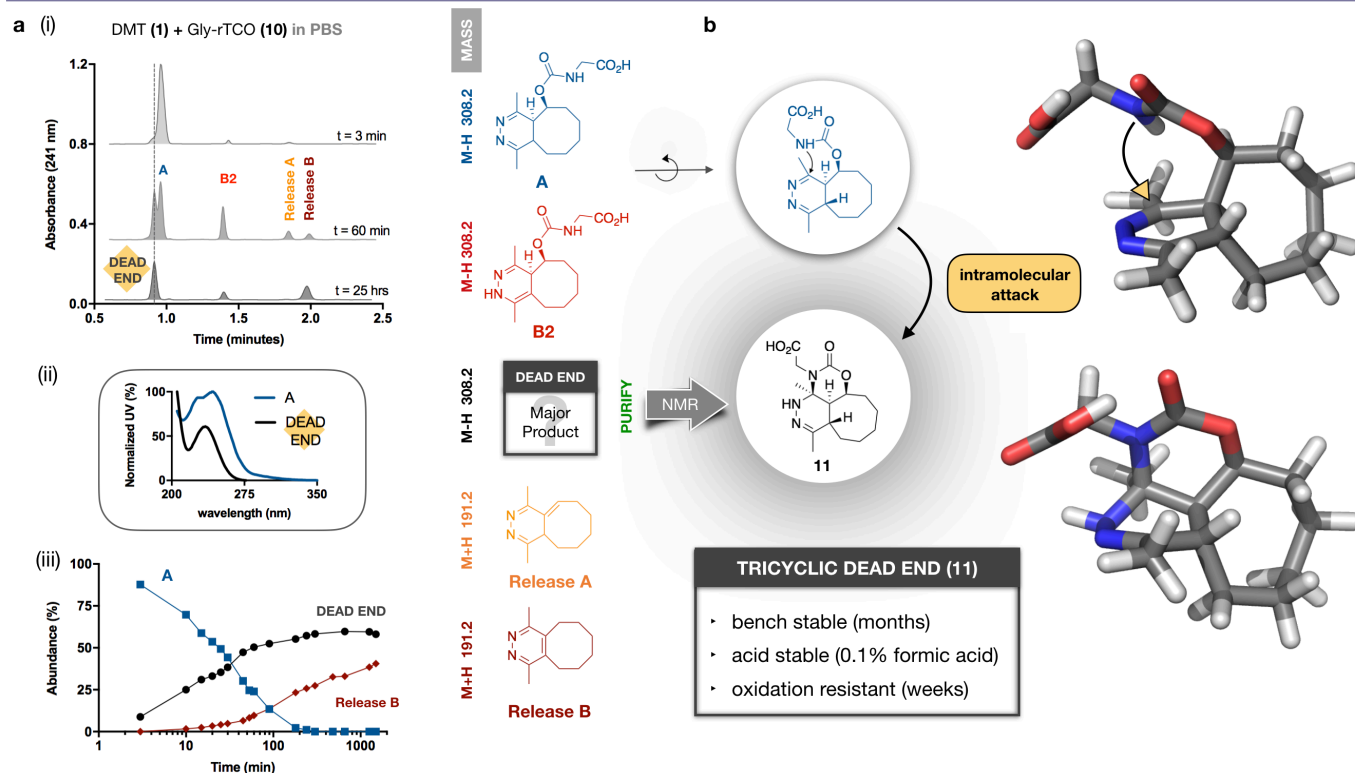 a (i)
DMT (1) + Gly-rTCO (10) in PBS
Absorbance (241 nm)
1.2
0.8
0.4
0.0
t = 3 min
A
B2
Release A
Release B
t = 60 min
DEAD
END
t = 25 hrs
0.5
1.0
1.5
2.0
2.5
Time (minutes)
(ii)
Normalized UV (%)
100
50
0
A
DEAD
END
200
275
350
wavelength (nm)
(iii)
Abundance (%)
100
75
50
25
0
A
DEAD END
Release B
1
10
100
1000
Time (min)
MASS
M-H 308.2
O
CO2H
O
N
H
H
N
N
A
M-H 308.2
O
CO2H
O
N
H
H
N
HN
B2
M-H 308.2
DEAD END
?
Major
Product
PURIFY
NMR
M+H 191.2
N
N
Release A
M+H 191.2
N
N
Release B
b
CO2H
O
HN
O
H
N
N
H
intramolecular
attack
HO2C
O
N
O
H
HN
N
H
11
TRICYCLIC DEAD END (11)
‣ bench stable (months)
‣ acid stable (0.1% formic acid)
‣ oxidation resistant (weeks)